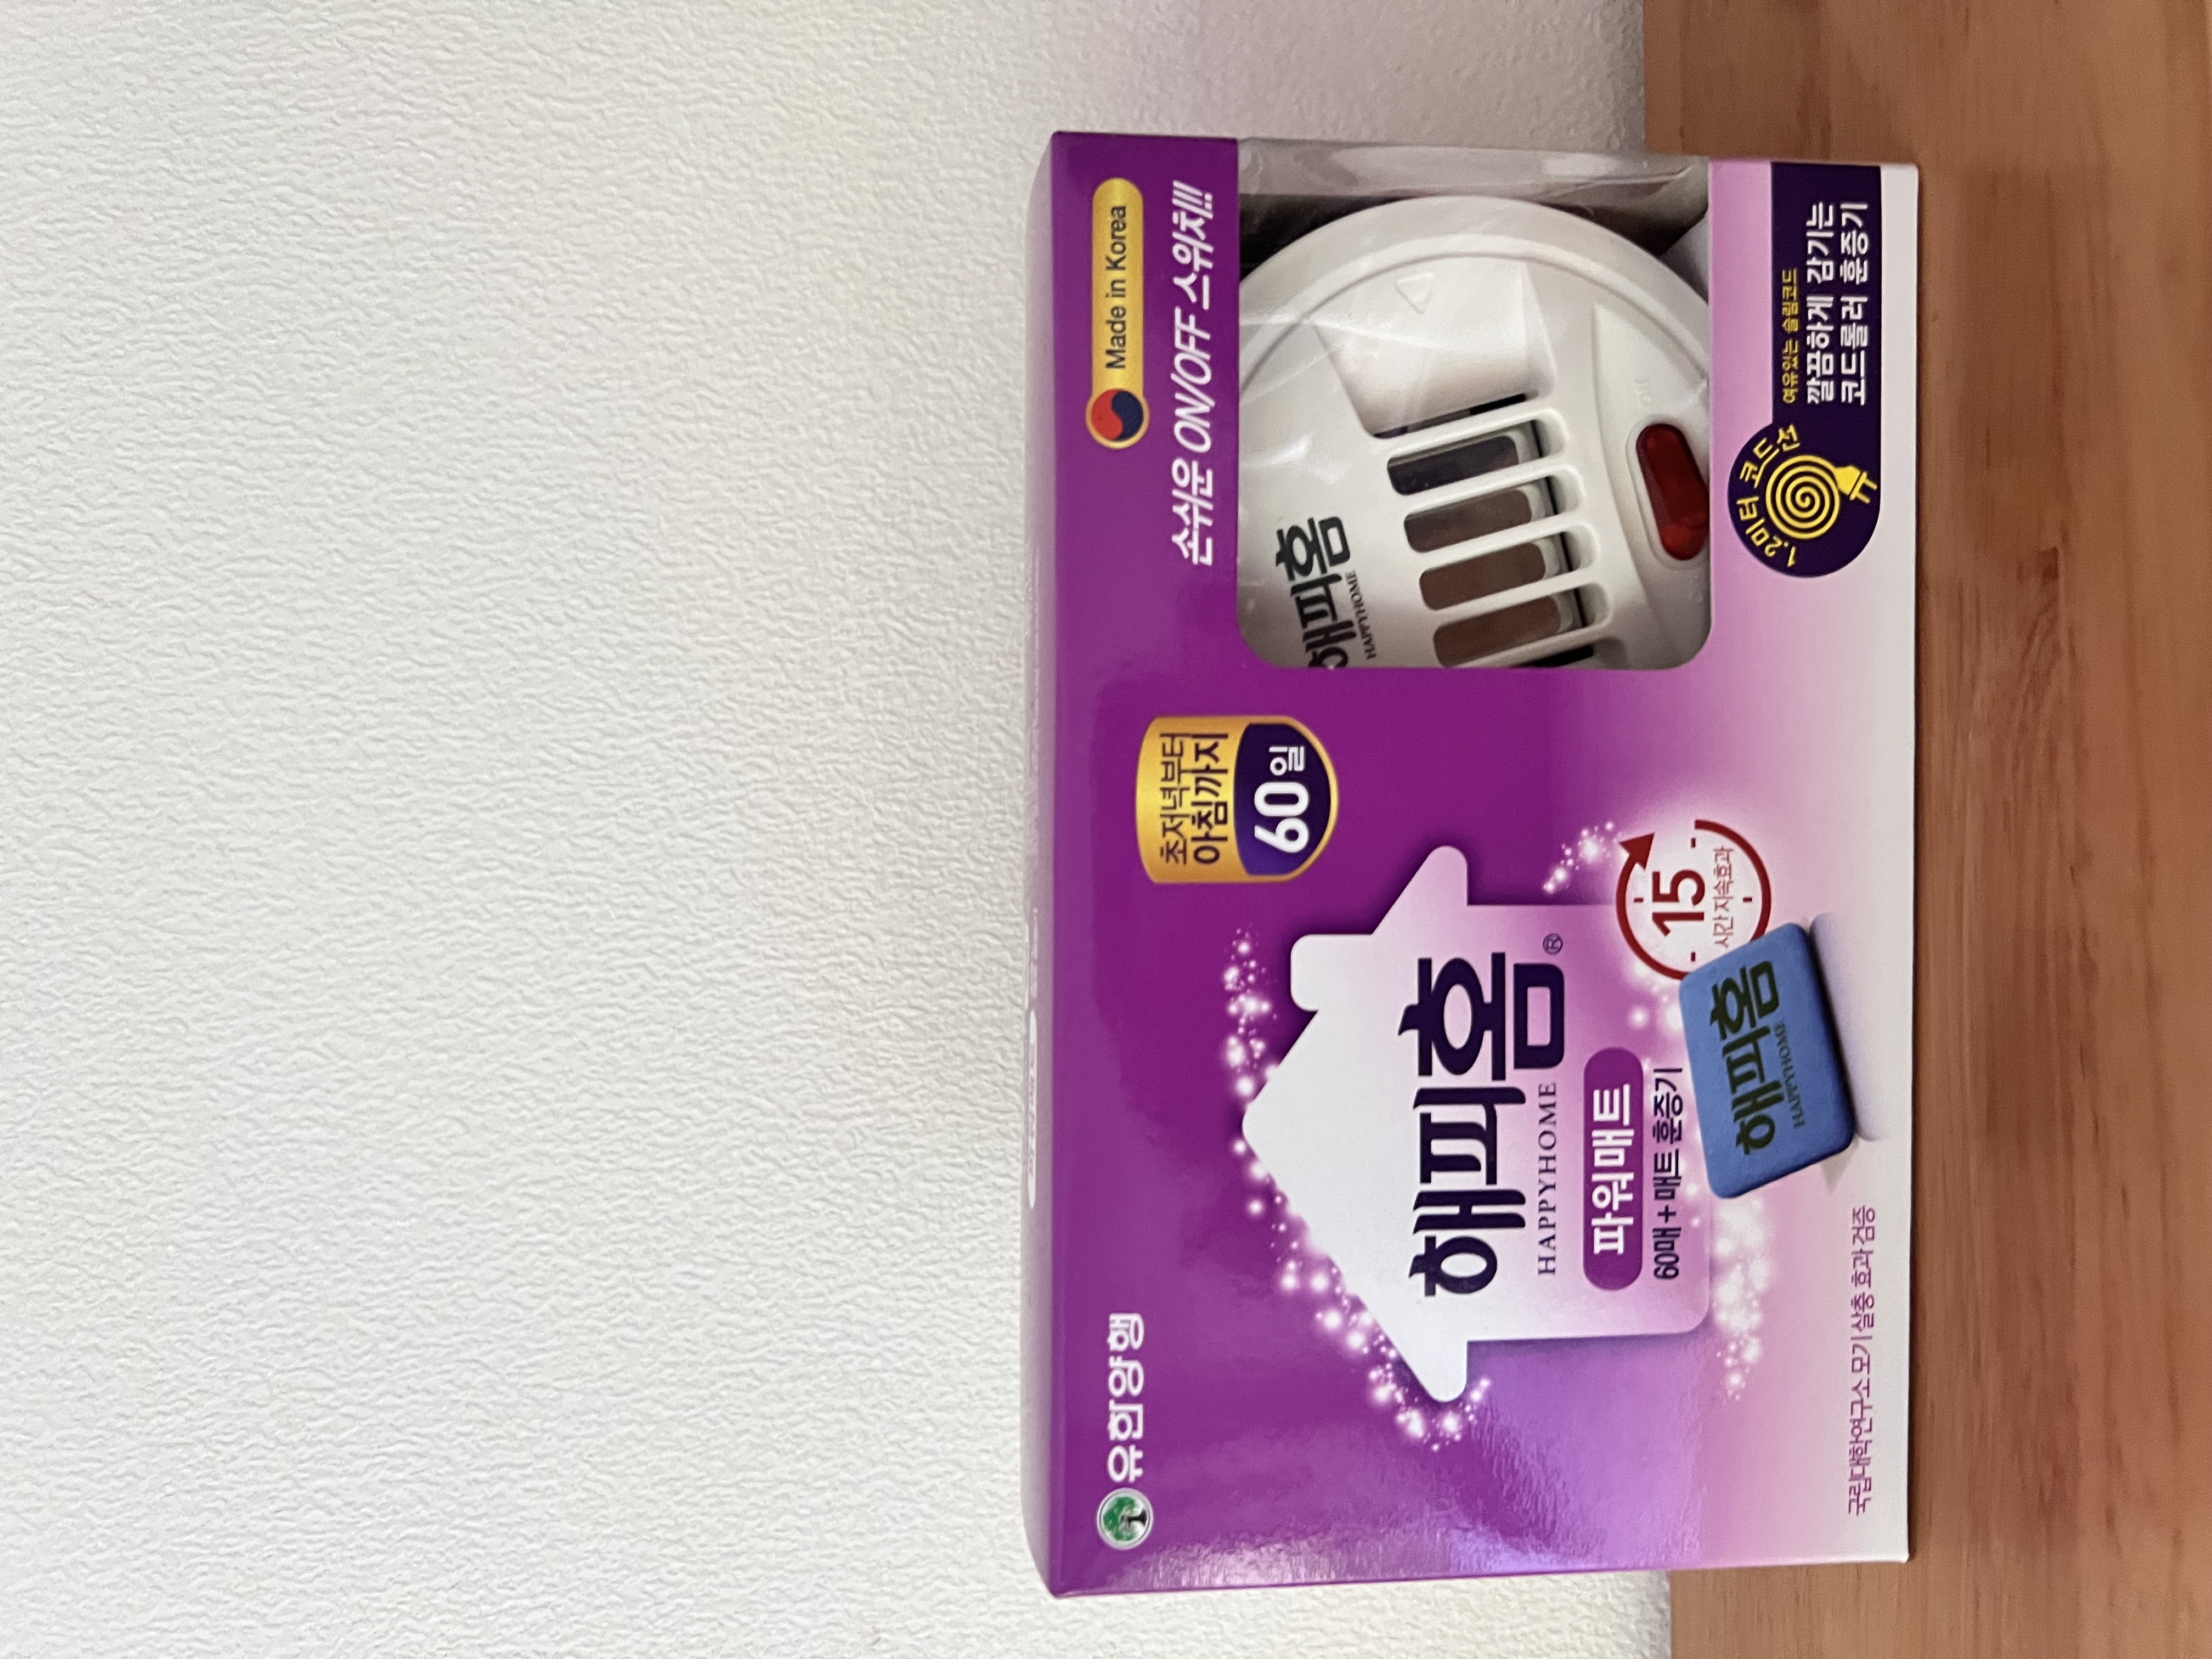 유한양행
Made in Korea
손쉬운 ON/OFF 스위치!!
초저녁부터
아침까지
60일
해피홈®
HAPPYHOME
파워매트
60매 + 매트 훈증기
15
시간 지속효과
해피홈
HAPPYHOME
해피홈
HAPPYHOME
1.2미터 코드선
여유있는 슬림코드
깔끔하게 감기는
코드롤러 훈증기
국립대학연구소 모기 살충 효과 검증